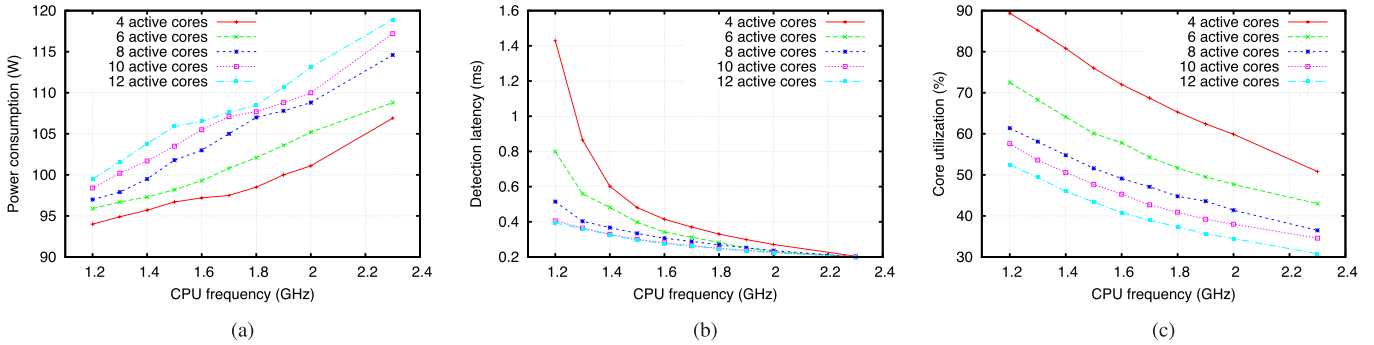 120
115
110
105
100
95
90
1.2 1.4 1.6 1.8 2 2.2 2.4
Power consumption (W)
CPU frequency (GHz)
4 active cores
6 active cores
8 active cores
10 active cores
12 active cores
(a)
1.6
1.4
1.2
1
0.8
0.6
0.4
0.2
1.2 1.4 1.6 1.8 2 2.2 2.4
Detection latency (ms)
CPU frequency (GHz)
4 active cores
6 active cores
8 active cores
10 active cores
12 active cores
(b)
90
80
70
60
50
40
30
1.2 1.4 1.6 1.8 2 2.2 2.4
Core utilization (%)
CPU frequency (GHz)
4 active cores
6 active cores
8 active cores
10 active cores
12 active cores
(c)